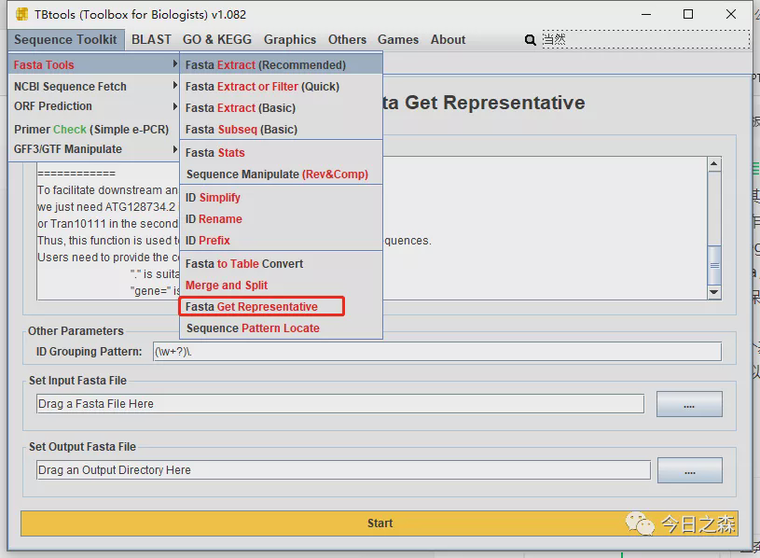 TBtools (Toolbox for Biologists) v1.082
Sequence Toolkit BLAST GO & KEGG Graphics Others Games About 当然
Fasta Tools
NCBI Sequence Fetch
ORF Prediction
Primer Check (Simple e-PCR)
GFF3/GTF Manipulate
Fasta Extract (Recommended)
Fasta Extract or Filter (Quick)
Fasta Extract (Basic)
Fasta Subseq (Basic)
Fasta Stats
Sequence Manipulate (Rev&Comp)
ID Simplify
ID Rename
ID Prefix
Fasta to Table Convert
Merge and Split
Fasta Get Representative
Sequence Pattern Locate
ta Get Representative
============
To facilitate downstream an
we just need ATG128734.2
or Tran10111 in the second
Thus, this function is used t quences.
Users need to provide the c
"." is suita
"gene=" is
Other Parameters
ID Grouping Pattern: (\w+?)\.
Set Input Fasta File
Drag a Fasta File Here ....
Set Output Fasta File
Drag an Output Directory Here ....
Start
今日之森